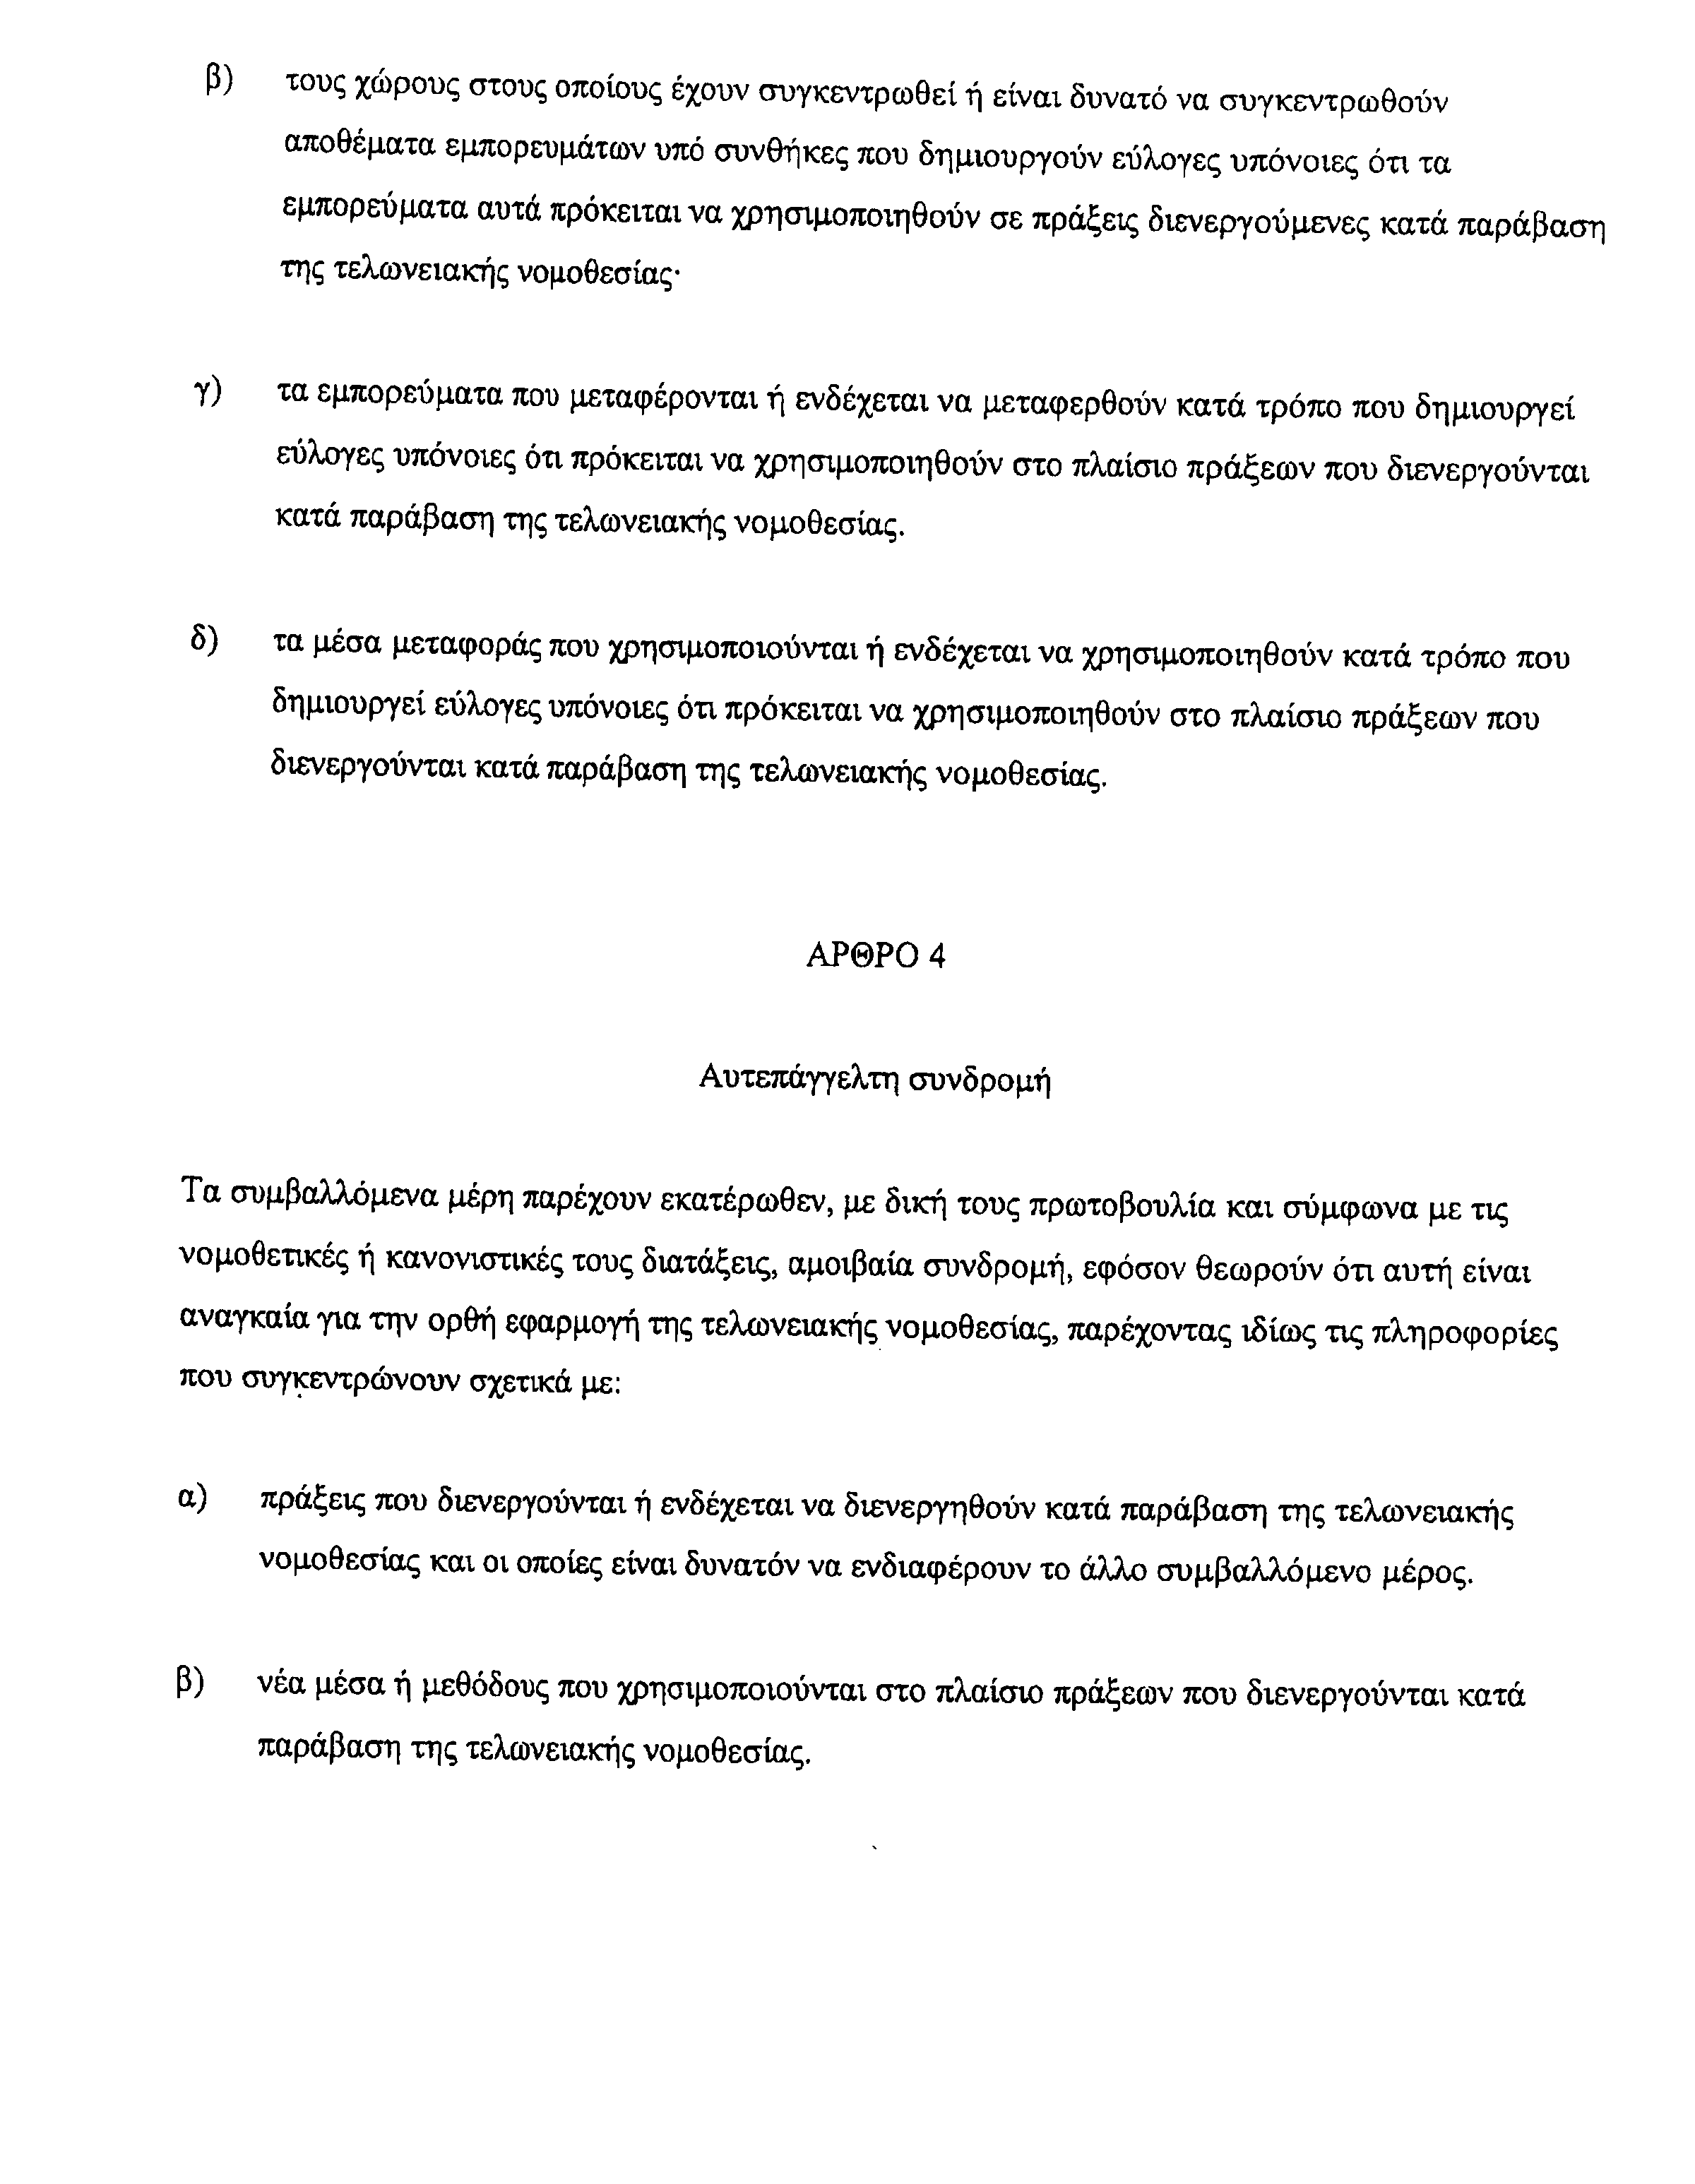 β) τους χώρους στους οποίους έχουν συγκεντρωθεί ή είναι δυνατό να συγκεντρωθούν
αποθέματα εμπορευμάτων υπό συνθήκες που δημιουργούν εύλογες υπόνοιες ότι τα
εμπορεύματα αυτά πρόκειται να χρησιμοποιηθούν σε πράξεις διενεργούμενες κατά παράβαση
της τελωνειακής νομοθεσίας·
γ) τα εμπορεύματα που μεταφέρονται ή ενδέχεται να μεταφερθούν κατά τρόπο που δημιουργεί
εύλογες υπόνοιες ότι πρόκειται να χρησιμοποιηθούν στο πλαίσιο πράξεων που διενεργούνται
κατά παράβαση της τελωνειακής νομοθεσίας.
δ) τα μέσα μεταφοράς που χρησιμοποιούνται ή ενδέχεται να χρησιμοποιηθούν κατά τρόπο που
δημιουργεί εύλογες υπόνοιες ότι πρόκειται να χρησιμοποιηθούν στο πλαίσιο πράξεων που
διενεργούνται κατά παράβαση της τελωνειακής νομοθεσίας.
ΑΡΘΡΟ 4
Αυτεπάγγελτη συνδρομή
Τα συμβαλλόμενα μέρη παρέχουν εκατέρωθεν, με δική τους πρωτοβουλία και σύμφωνα με τις
νομοθετικές ή κανονιστικές τους διατάξεις, αμοιβαία συνδρομή, εφόσον θεωρούν ότι αυτή είναι
αναγκαία για την ορθή εφαρμογή της τελωνειακής νομοθεσίας, παρέχοντας ιδίως τις πληροφορίες
που συγκεντρώνουν σχετικά με:
α) πράξεις που διενεργούνται ή ενδέχεται να διενεργηθούν κατά παράβαση της τελωνειακής
νομοθεσίας και οι οποίες είναι δυνατόν να ενδιαφέρουν το άλλο συμβαλλόμενο μέρος.
β) νέα μέσα ή μεθόδους που χρησιμοποιούνται στο πλαίσιο πράξεων που διενεργούνται κατά
παράβαση της τελωνειακής νομοθεσίας.